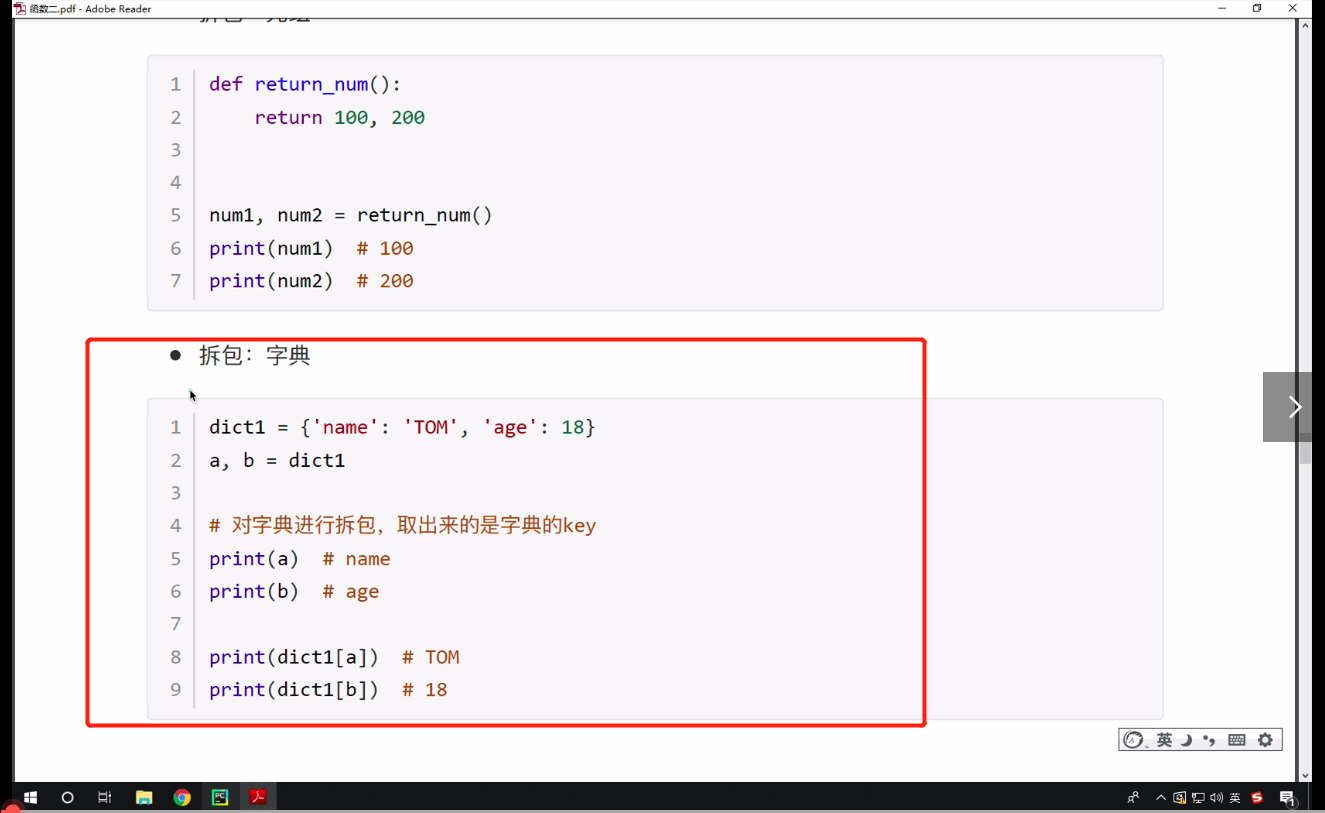 函数二.pdf - Adobe Reader
1 def return_num():
2     return 100, 200
3
4
5 num1, num2 = return_num()
6 print(num1)  # 100
7 print(num2)  # 200
● 拆包：字典
1 dict1 = {'name': 'TOM', 'age': 18}
2 a, b = dict1
3
4 # 对字典进行拆包，取出来的是字典的key
5 print(a)  # name
6 print(b)  # age
7
8 print(dict1[a])  # TOM
9 print(dict1[b])  # 18
英
PC
英
1